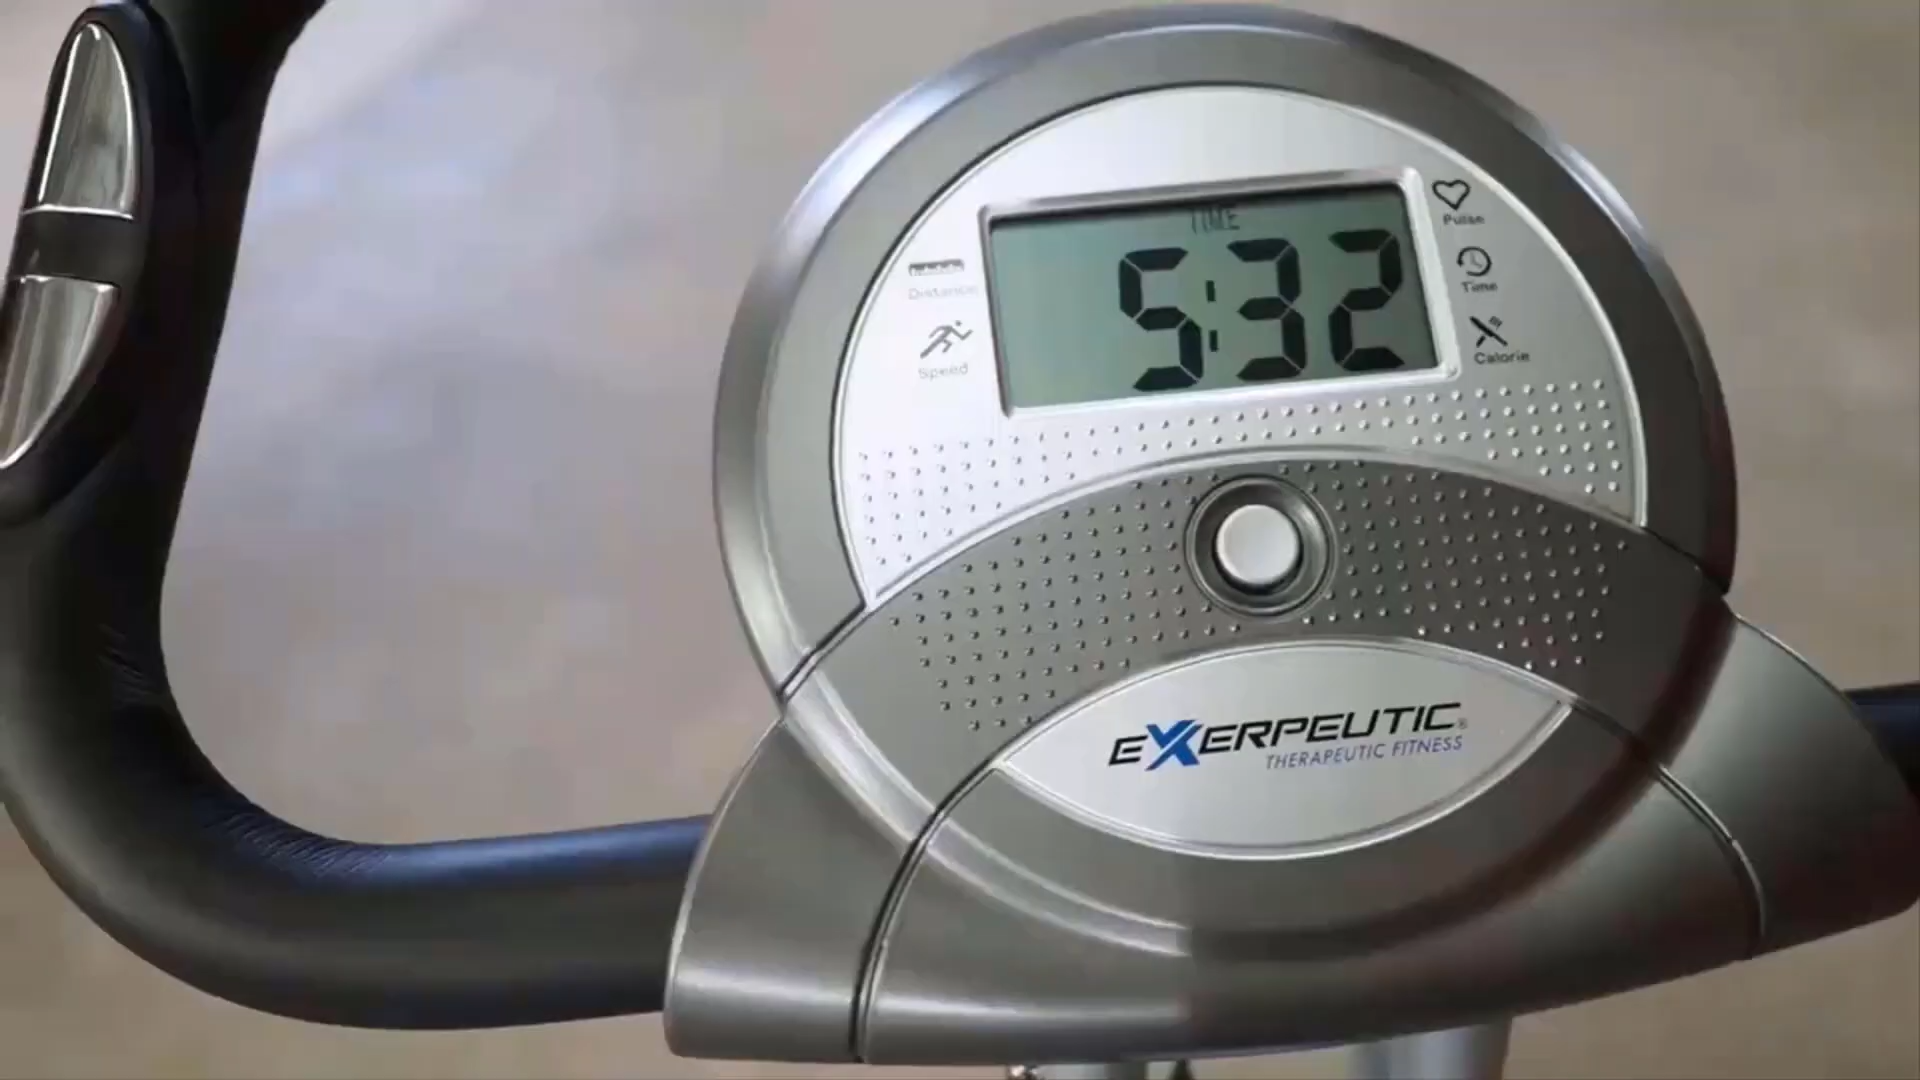 TIME
5:32
Distance
Speed
Pulse
Time
Calorie
EXERPEUTIC®
THERAPEUTIC FITNESS